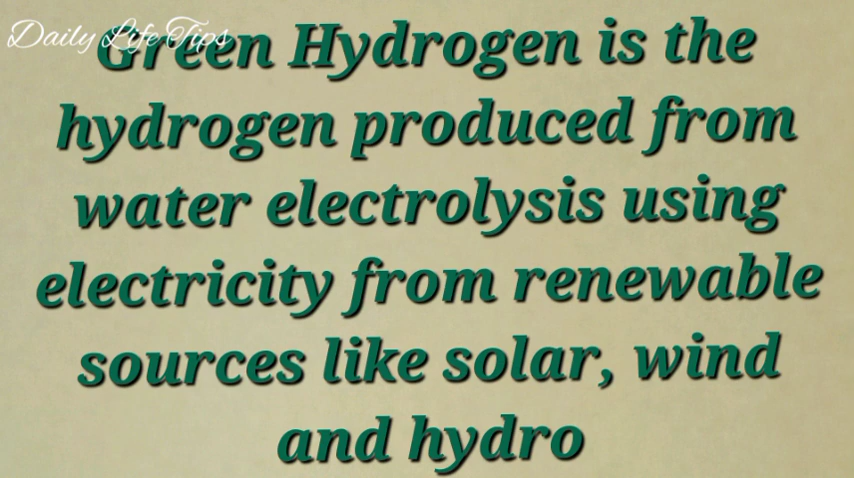 Daily Life Tips
Green Hydrogen is the
hydrogen produced from
water electrolysis using
electricity from renewable
sources like solar, wind
and hydro